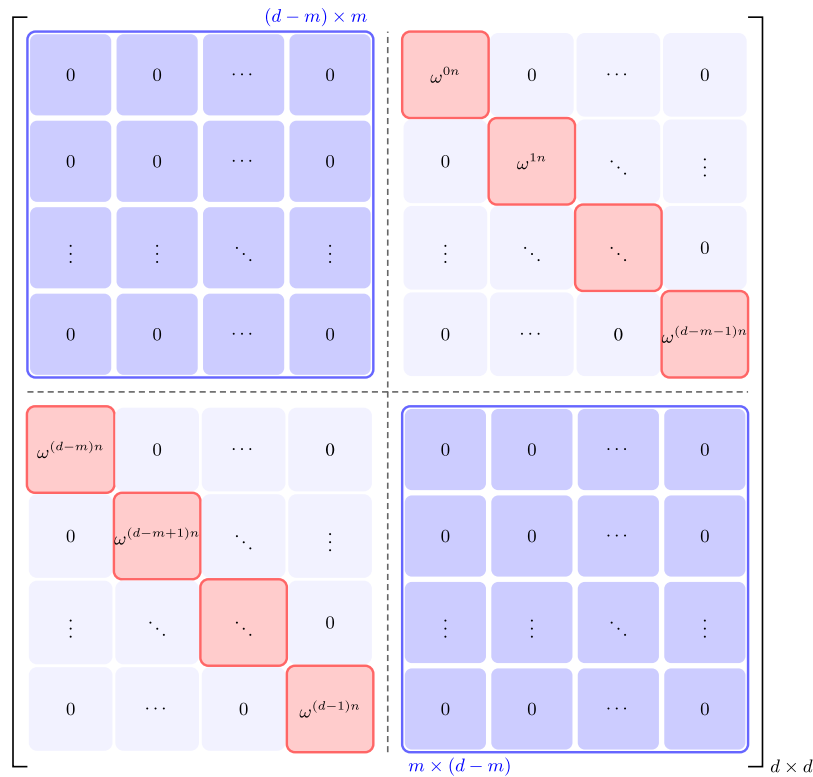 (d − m) × m
0 0 ⋯ 0 ω^{0n} 0 ⋯ 0
0 0 ⋯ 0 0 ω^{1n} ⋱ ⋮
⋮ ⋮ ⋱ ⋮ ⋮ ⋱ ⋱ 0
0 0 ⋯ 0 0 ⋯ 0 ω^{(d−m−1)n}
ω^{(d−m)n} 0 ⋯ 0 0 0 ⋯ 0
0 ω^{(d−m+1)n} ⋱ ⋮ 0 0 ⋯ 0
⋮ ⋱ ⋱ 0 ⋮ ⋮ ⋱ ⋮
0 ⋯ 0 ω^{(d−1)n} 0 0 ⋯ 0
m × (d − m)
d × d